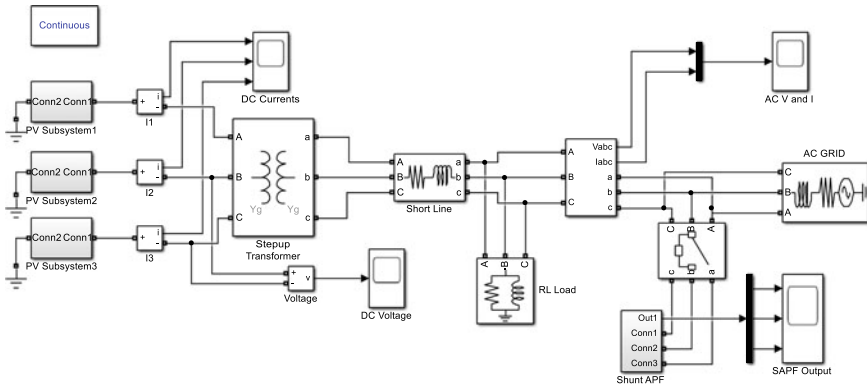 Continuous
Conn2 Conn1
PV Subsystem1
Conn2 Conn1
PV Subsystem2
Conn2 Conn1
PV Subsystem3
+ i -
I1
+ i -
I2
+ i -
I3
DC Currents
A a
B b
C c
Yg Yg
Stepup
Transformer
+ v -
Voltage
DC Voltage
A a
B b
C c
Short Line
A B C
RL Load
A
B
C
Vabc
Iabc
a
b
c
AC V and I
AC GRID
C
B
A
C B A
c b a
Out1
Conn1
Conn2
Conn3
Shunt APF
SAPF Output